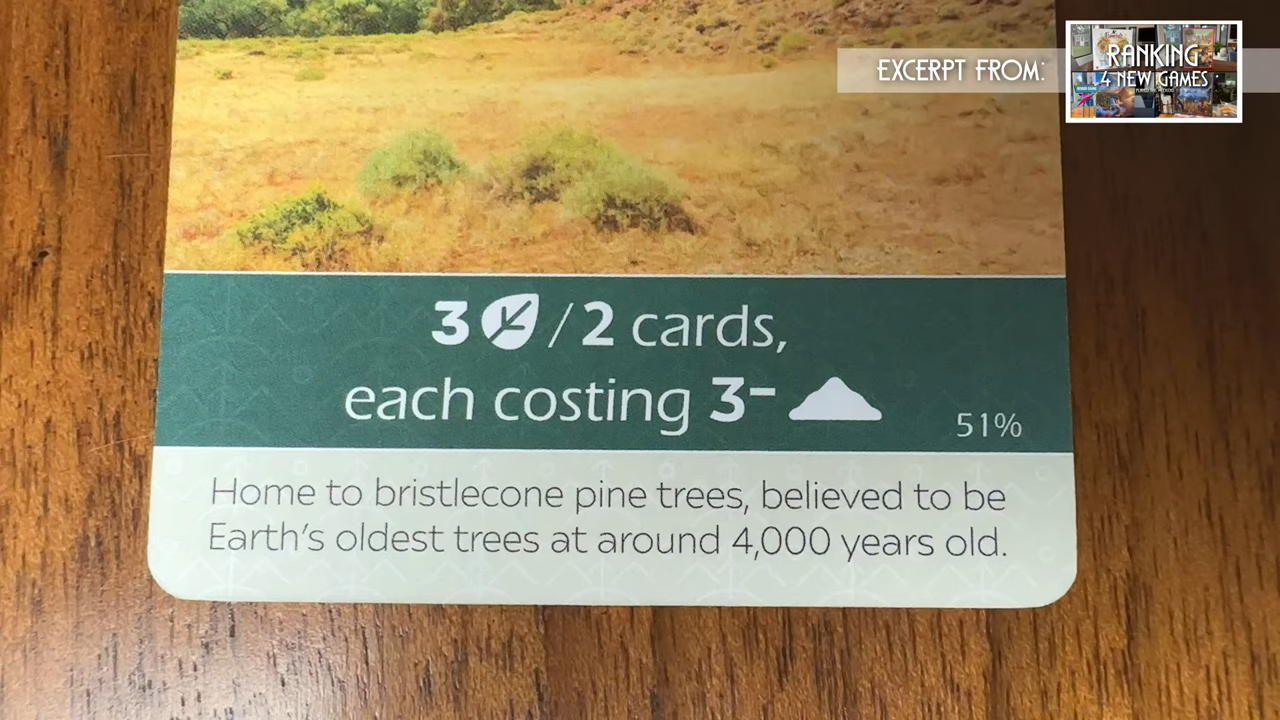 EXCERPT FROM:
RANKING
4 NEW GAMES
3 / 2 cards,
each costing 3-
51%
Home to bristlecone pine trees, believed to be
Earth's oldest trees at around 4,000 years old.